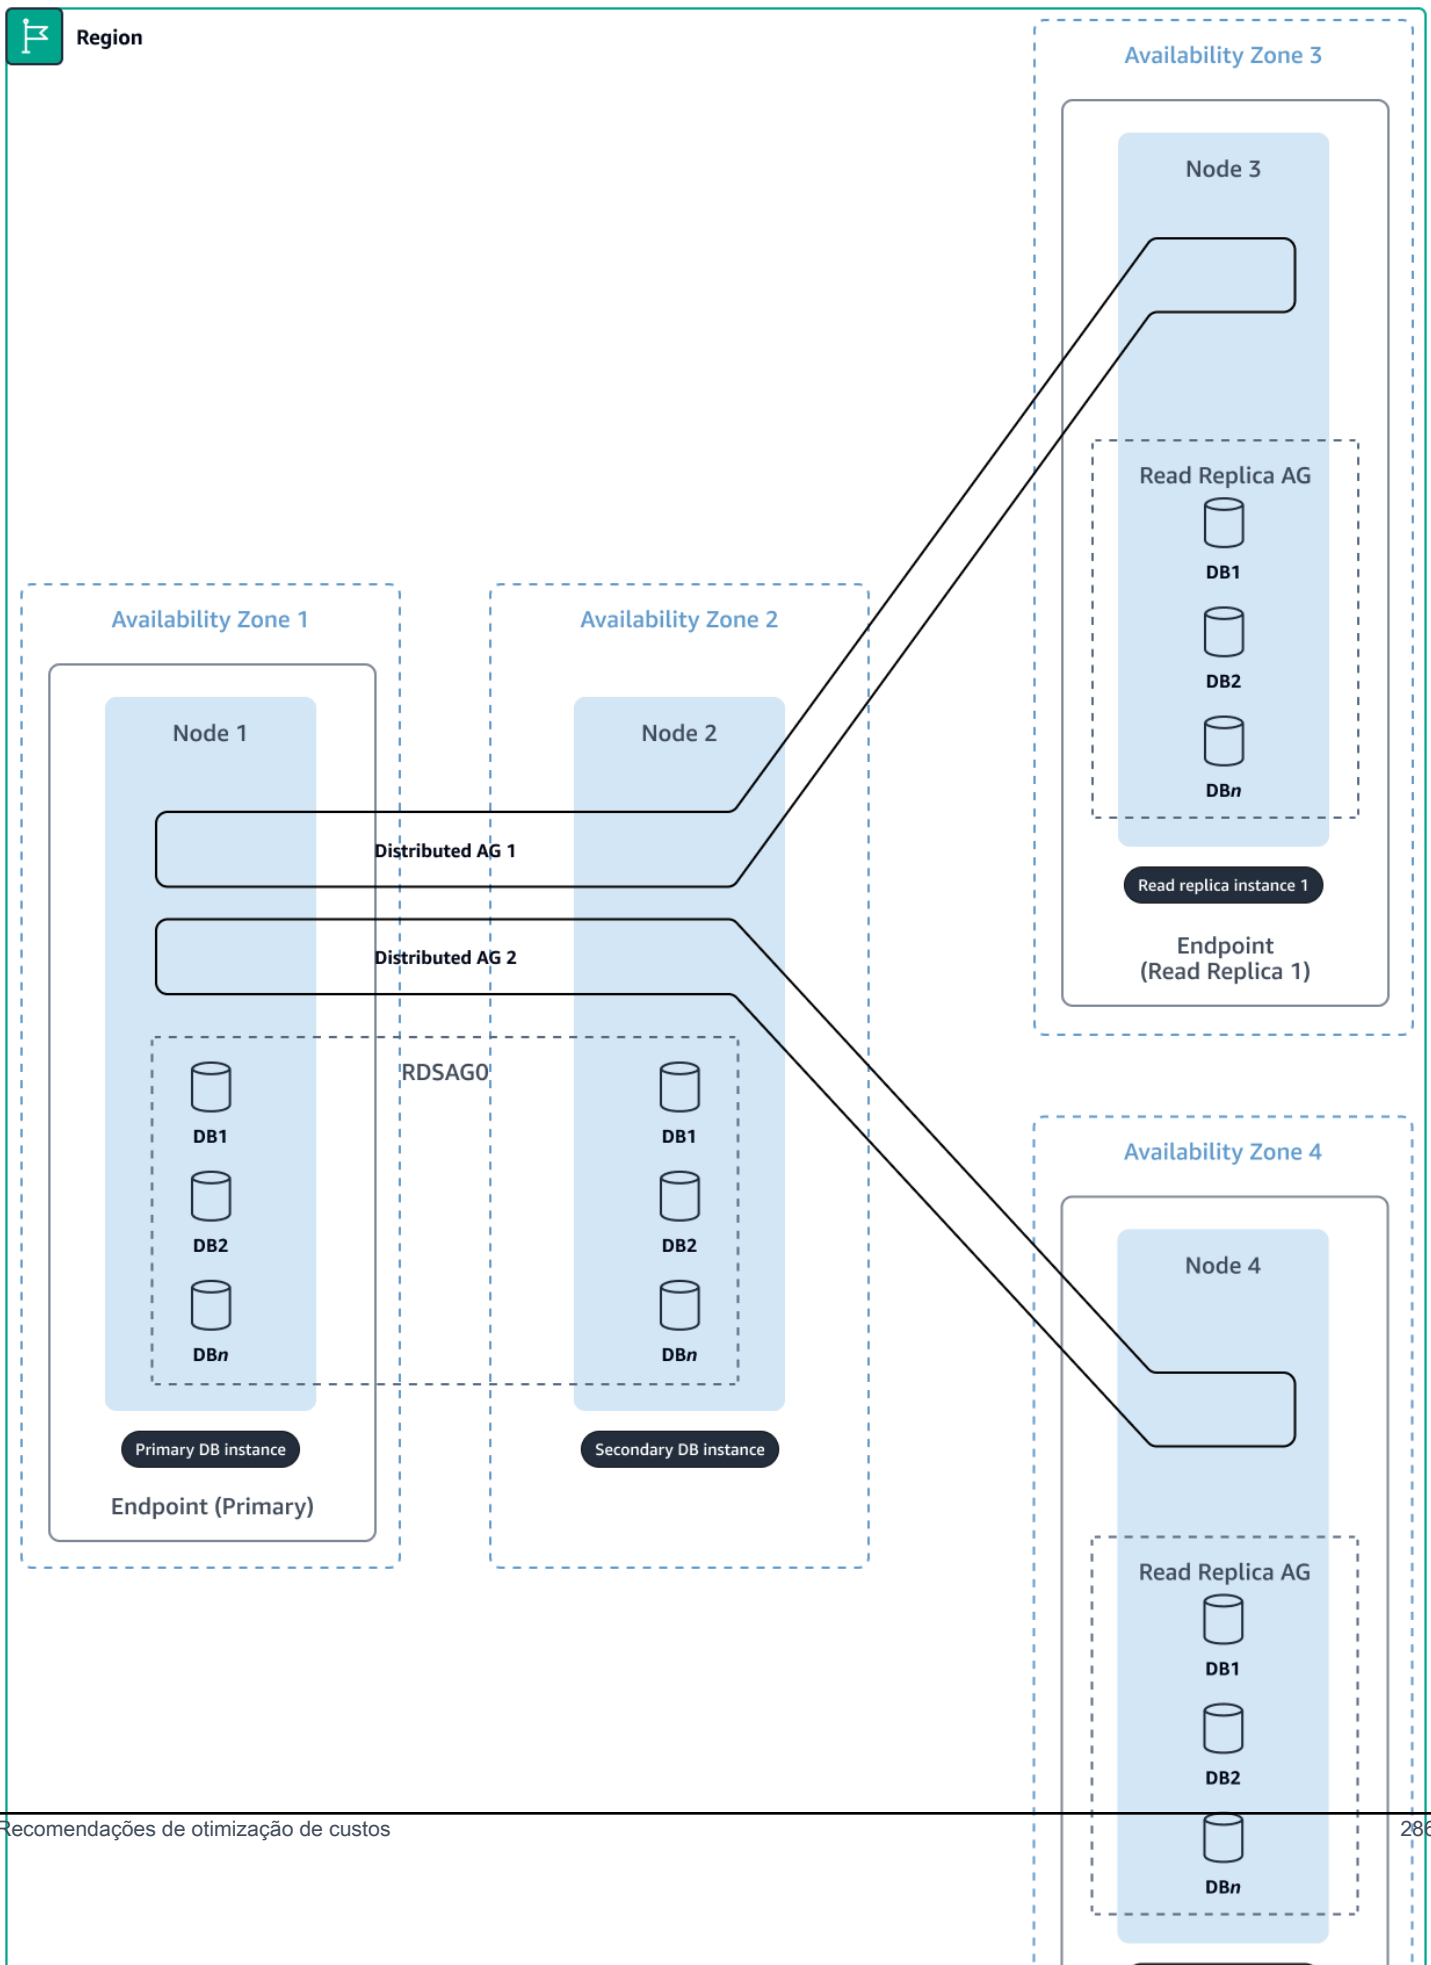 Region
Availability Zone 3
Node 3
Read Replica AG
DB1
DB2
DBn
Read replica instance 1
Endpoint
(Read Replica 1)
Availability Zone 1
Node 1
Availability Zone 2
Node 2
Distributed AG 1
Distributed AG 2
RDSAG0
DB1
DB2
DBn
Primary DB instance
Endpoint (Primary)
DB1
DB2
DBn
Secondary DB instance
Availability Zone 4
Node 4
Read Replica AG
DB1
DB2
DBn
Recomendações de otimização de custos
286